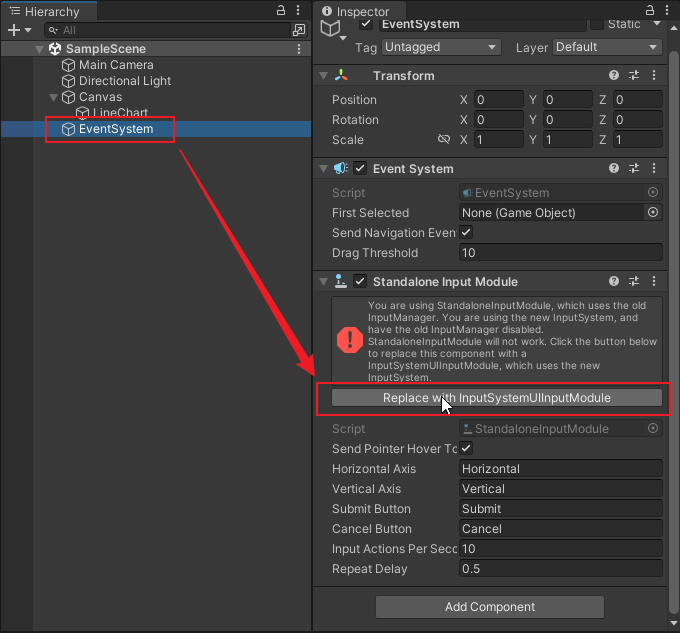 Hierarchy
All
SampleScene
Main Camera
Directional Light
Canvas
LineChart
EventSystem
Inspector
EventSystem
Static
Tag Untagged Layer Default
Transform
Position X 0 Y 0 Z 0
Rotation X 0 Y 0 Z 0
Scale X 1 Y 1 Z 1
Event System
Script EventSystem
First Selected None (Game Object)
Send Navigation Even
Drag Threshold 10
Standalone Input Module
You are using StandaloneInputModule, which uses the old
InputManager. You are using the new InputSystem, and
have the old InputManager disabled.
StandaloneInputModule will not work. Click the button below
to replace this component with a
InputSystemUIInputModule, which uses the new
InputSystem.
Replace with InputSystemUIInputModule
Script StandaloneInputModule
Send Pointer Hover To
Horizontal Axis Horizontal
Vertical Axis Vertical
Submit Button Submit
Cancel Button Cancel
Input Actions Per Seco 10
Repeat Delay 0.5
Add Component